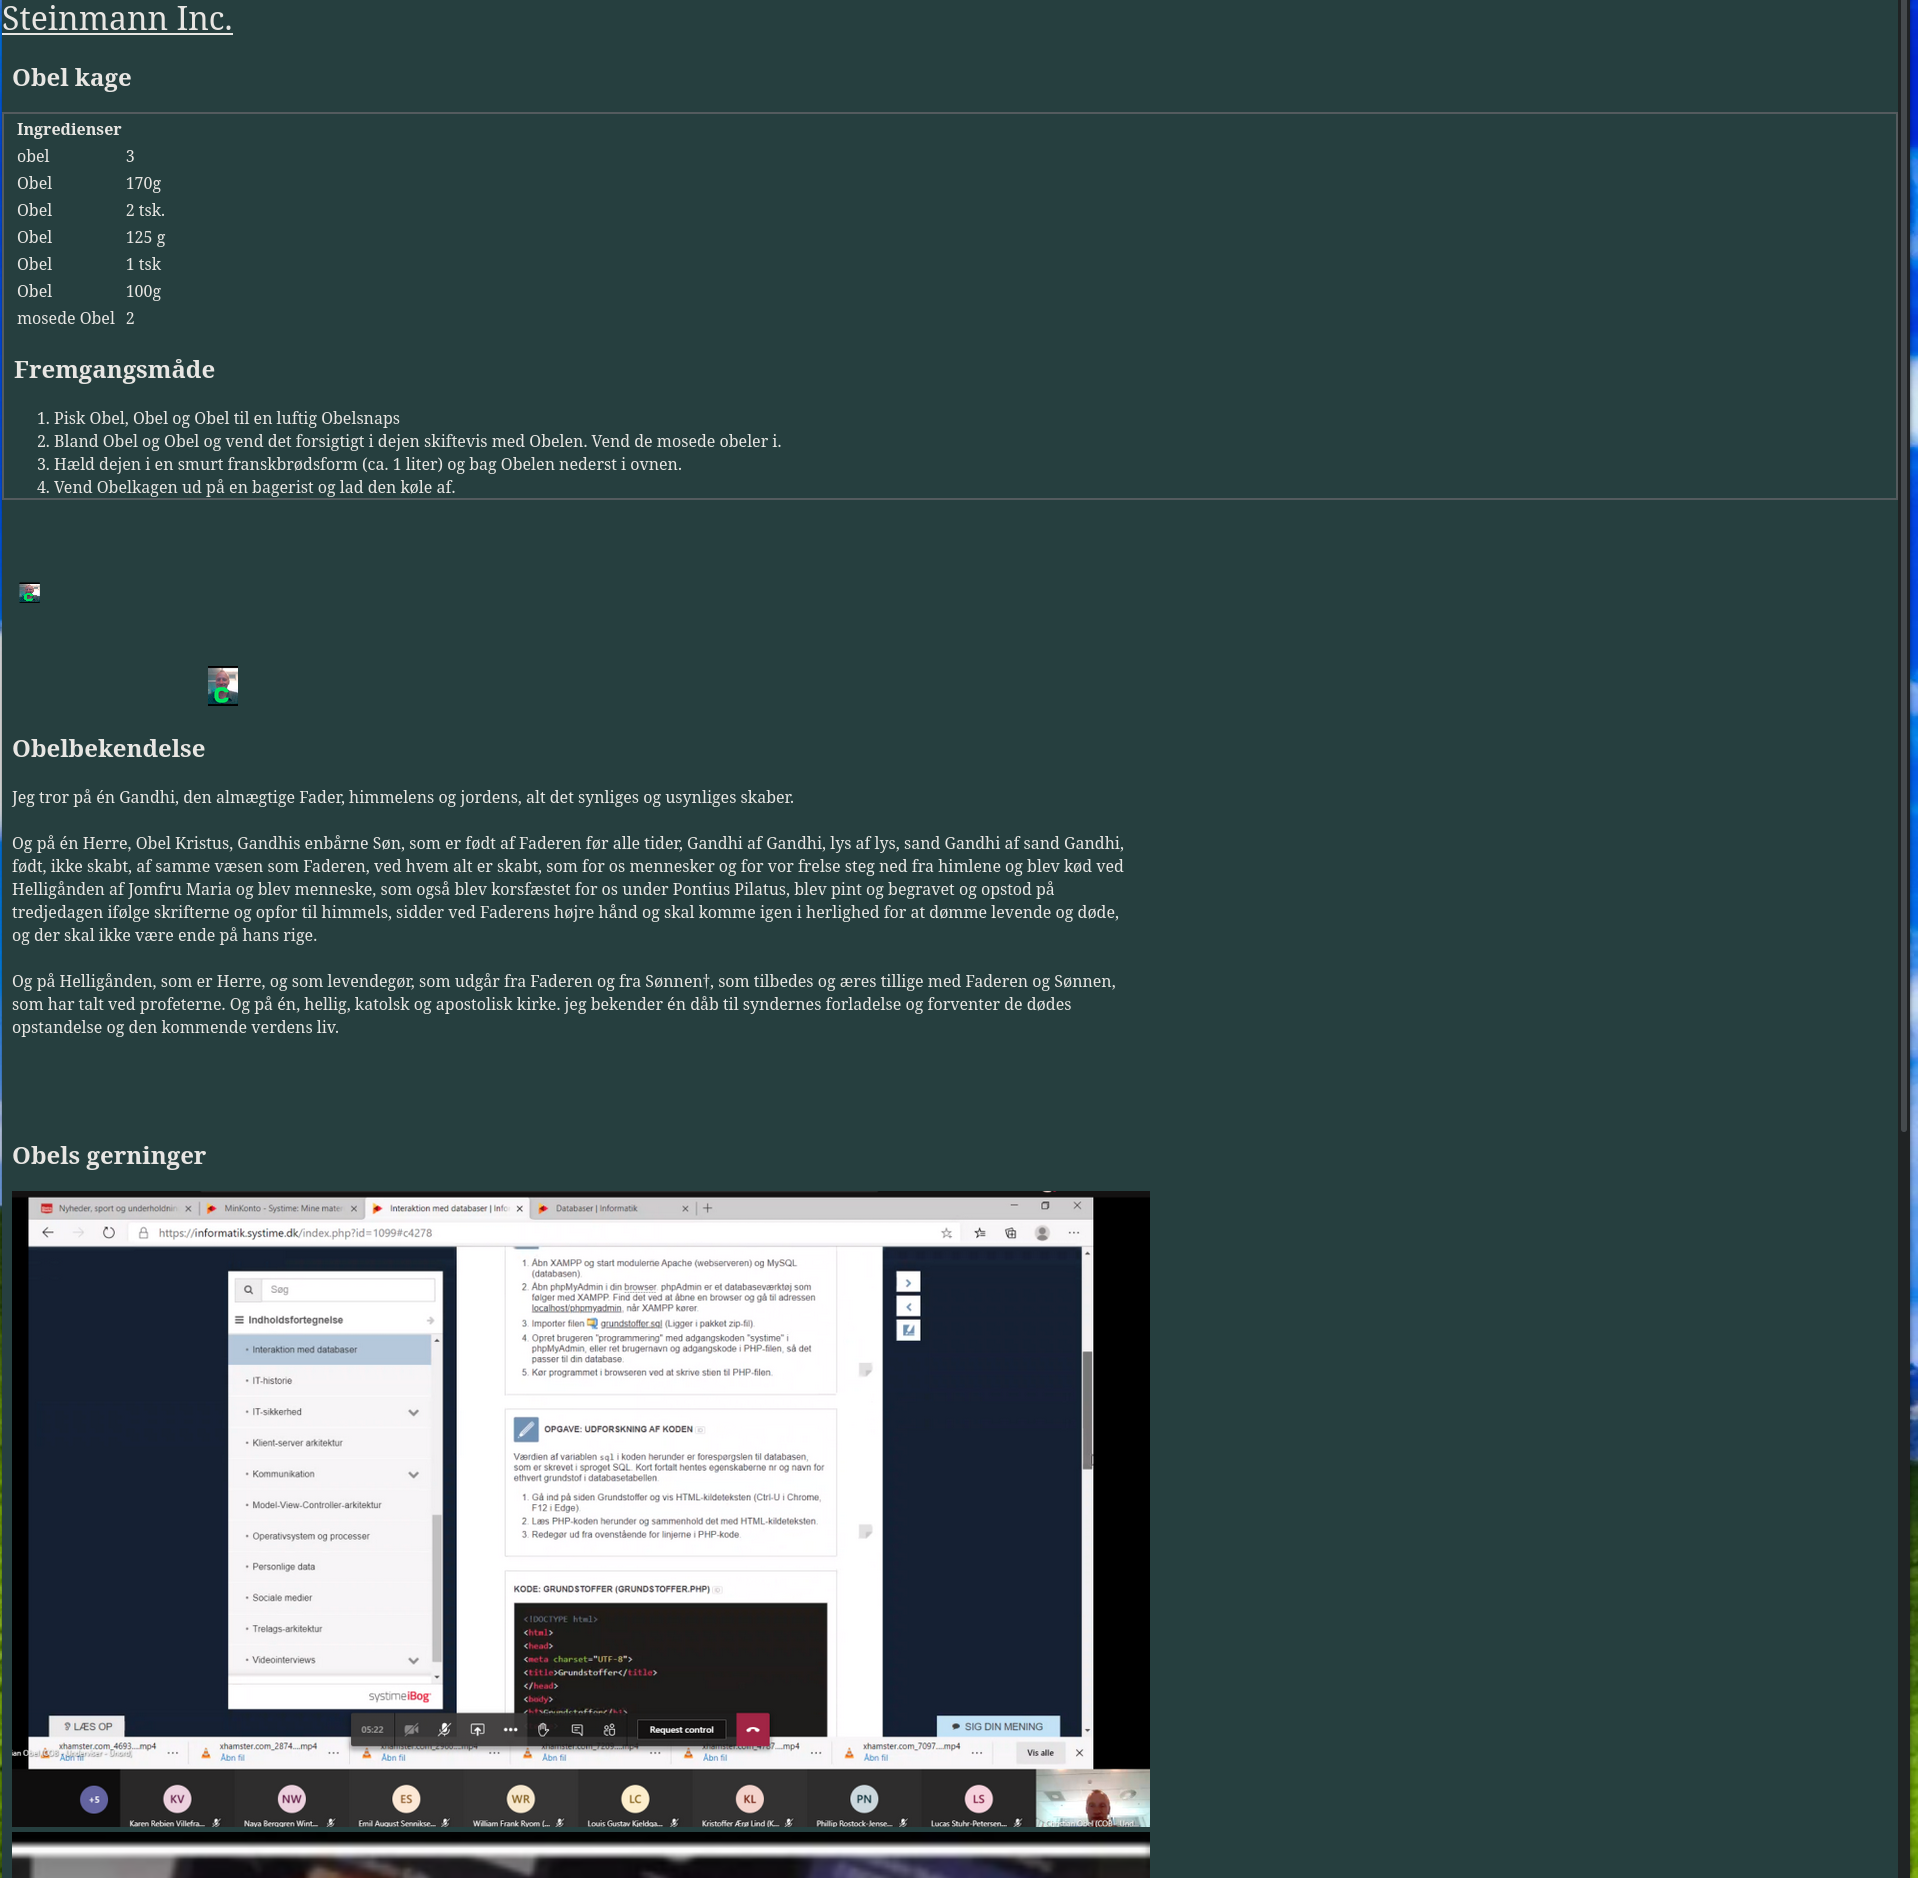 Steinmann Inc.
Obel kage
Ingredienser
obel 3
Obel 170g
Obel 2 tsk.
Obel 125 g
Obel 1 tsk
Obel 100g
mosede Obel 2
Fremgangsmåde
1. Pisk Obel, Obel og Obel til en luftig Obelsnaps
2. Bland Obel og Obel og vend det forsigtigt i dejen skiftevis med Obelen. Vend de mosede obeler i.
3. Hæld dejen i en smurt franskbrødsform (ca. 1 liter) og bag Obelen nederst i ovnen.
4. Vend Obelkagen ud på en bagerist og lad den køle af.
C
C
Obelbekendelse
Jeg tror på én Gandhi, den almægtige Fader, himmelens og jordens, alt det synliges og usynliges skaber.
Og på én Herre, Obel Kristus, Gandhis enbårne Søn, som er født af Faderen før alle tider, Gandhi af Gandhi, lys af lys, sand Gandhi af sand Gandhi,
født, ikke skabt, af samme væsen som Faderen, ved hvem alt er skabt, som for os mennesker og for vor frelse steg ned fra himlene og blev kød ved
Helligånden af Jomfru Maria og blev menneske, som også blev korsfæstet for os under Pontius Pilatus, blev pint og begravet og opstod på
tredjedagen ifølge skrifterne og opfor til himmels, sidder ved Faderens højre hånd og skal komme igen i herlighed for at dømme levende og døde,
og der skal ikke være ende på hans rige.
Og på Helligånden, som er Herre, og som levendegør, som udgår fra Faderen og fra Sønnen†, som tilbedes og æres tillige med Faderen og Sønnen,
som har talt ved profeterne. Og på én, hellig, katolsk og apostolisk kirke. jeg bekender én dåb til syndernes forladelse og forventer de dødes
opstandelse og den kommende verdens liv.
Obels gerninger
Nyheder, sport og underholdnin
MinKonto - Systime: Mine mater
Interaktion med databaser | Info
Databaser | Informatik
https://informatik.systime.dk/index.php?id=1099#c4278
Søg
Indholdsfortegnelse
Interaktion med databaser
IT-historie
IT-sikkerhed
Klient-server arkitektur
Kommunikation
Model-View-Controller-arkitektur
Operativsystem og processer
Personlige data
Sociale medier
Trelags-arkitektur
Videointerviews
systime iBog
1. Åbn XAMPP og start modulerne Apache (webserveren) og MySQL
(databasen).
2. Åbn phpMyAdmin i din browser. phpAdmin er et databaseværktøj som
følger med XAMPP. Find det ved at åbne en browser og gå til adressen
localhost/phpmyadmin, når XAMPP kører.
3. Importer filen grundstoffer.sql (Ligger i pakket zip-fil).
4. Opret brugeren "programmering" med adgangskoden "systime" i
phpMyAdmin, eller ret brugernavn og adgangskode i PHP-filen, så det
passer til din database.
5. Kør programmet i browseren ved at skrive stien til PHP-filen.
OPGAVE: UDFORSKNING AF KODEN
Værdien af variablen sql i koden herunder er forespørgslen til databasen,
som er skrevet i sproget SQL. Kort fortalt hentes egenskaberne nr og navn for
ethvert grundstof i databasetabellen.
1. Gå ind på siden Grundstoffer og vis HTML-kildeteksten (Ctrl-U i Chrome,
F12 i Edge).
2. Læs PHP-koden herunder og sammenhold det med HTML-kildeteksten.
3. Redegør ud fra ovenstående for linjerne i PHP-kode.
KODE: GRUNDSTOFFER (GRUNDSTOFFER.PHP)
<!DOCTYPE html>
<html>
<head>
<meta charset="UTF-8">
<title>Grundstoffer</title>
</head>
<body>
<h1>Grundstoffer</h1>
LÆS OP
05:22
Request control
SIG DIN MENING
xhamster.com_4693....mp4
Åbn fil
xhamster.com_2874....mp4
Åbn fil
Åbn fil
Åbn fil
Åbn fil
xhamster.com_7097....mp4
Åbn fil
Vis alle
+5
KV
NW
ES
WR
LC
KL
PN
LS
Karen Rebien Villefra...
Naya Berggren Wint...
Emil August Sennikse...
William Frank Ryom (...
Louis Gustav Kjeldga...
Kristoffer Ærø Lind (K...
Phillip Rostock-Jense...
Lucas Stuhr-Petersen...